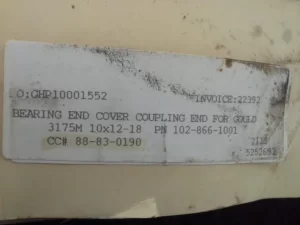 O:GHP10001552 INVOICE:22392
BEARING END COVER COUPLING END FOR GOULD
3175M 10x12-18 PN 102-866-1001
CC# 88-83-0190